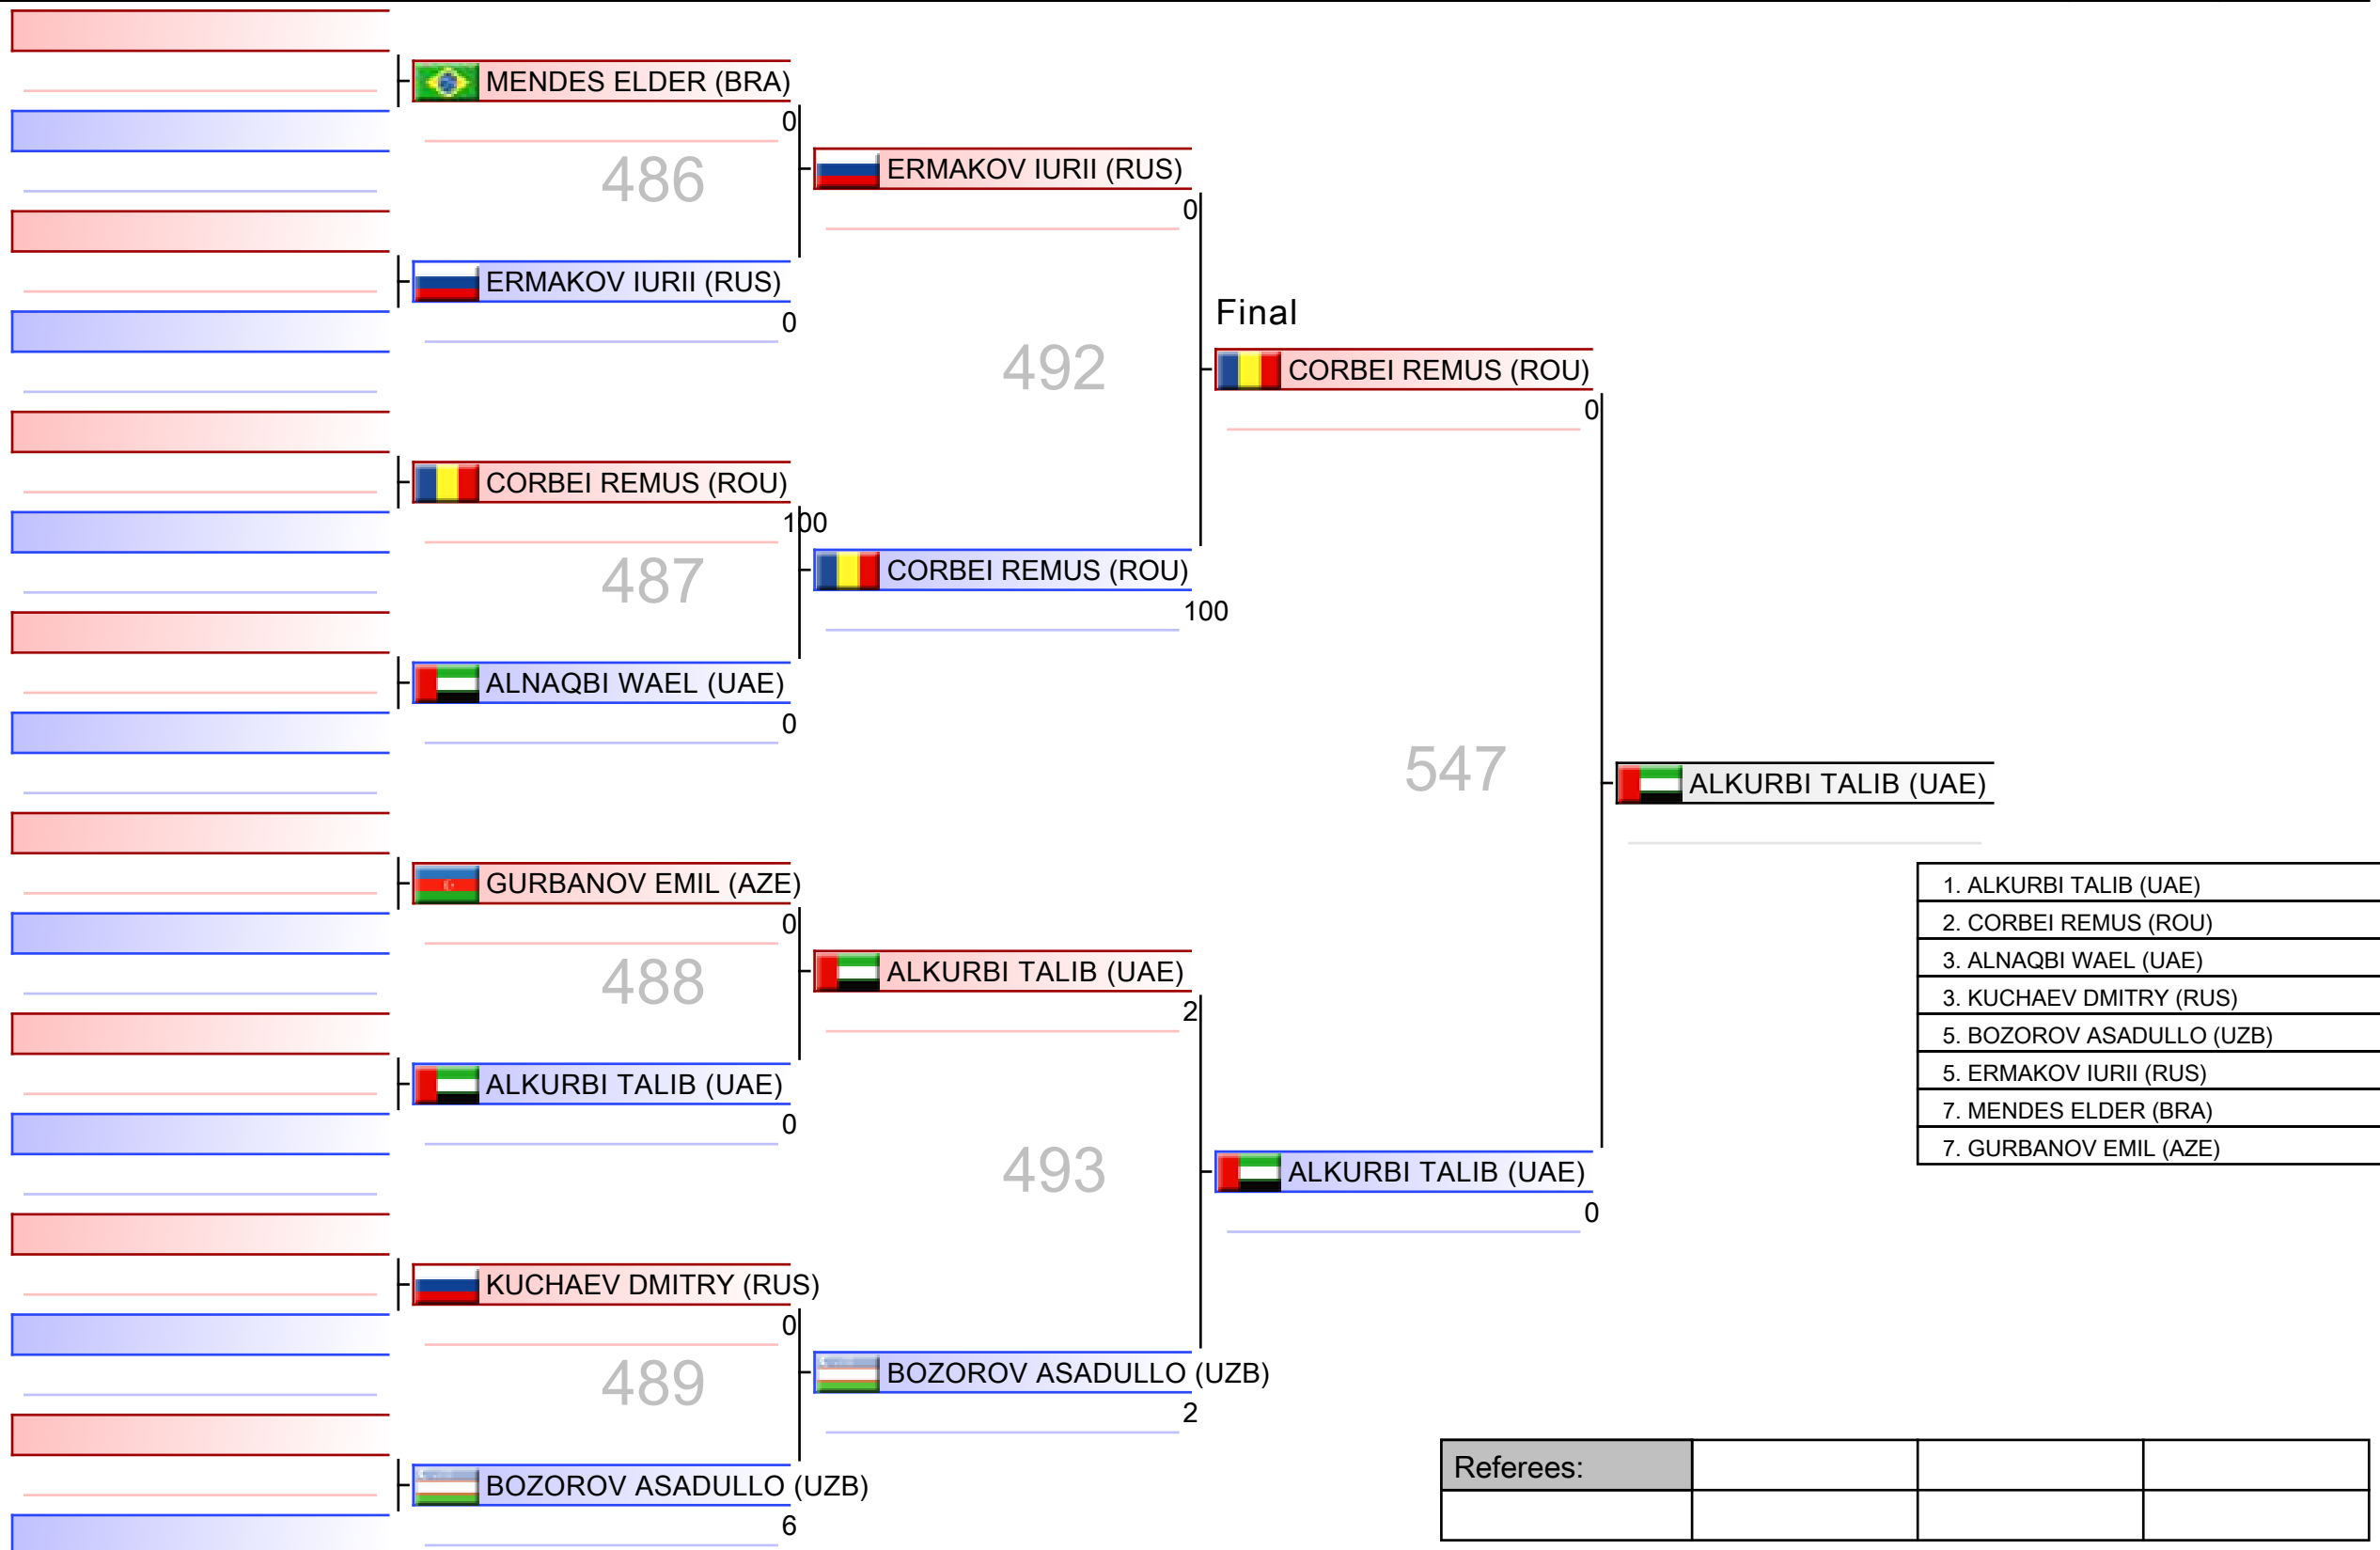 MENDES ELDER (BRA)
0
486
ERMAKOV IURII (RUS)
0
ERMAKOV IURII (RUS)
0
492
Final
CORBEI REMUS (ROU)
0
CORBEI REMUS (ROU)
100
487
CORBEI REMUS (ROU)
100
ALNAQBI WAEL (UAE)
0
547
ALKURBI TALIB (UAE)
GURBANOV EMIL (AZE)
0
488
ALKURBI TALIB (UAE)
2
ALKURBI TALIB (UAE)
0
493
ALKURBI TALIB (UAE)
0
KUCHAEV DMITRY (RUS)
0
489
BOZOROV ASADULLO (UZB)
2
BOZOROV ASADULLO (UZB)
6
1. ALKURBI TALIB (UAE)
2. CORBEI REMUS (ROU)
3. ALNAQBI WAEL (UAE)
3. KUCHAEV DMITRY (RUS)
5. BOZOROV ASADULLO (UZB)
5. ERMAKOV IURII (RUS)
7. MENDES ELDER (BRA)
7. GURBANOV EMIL (AZE)
Referees: